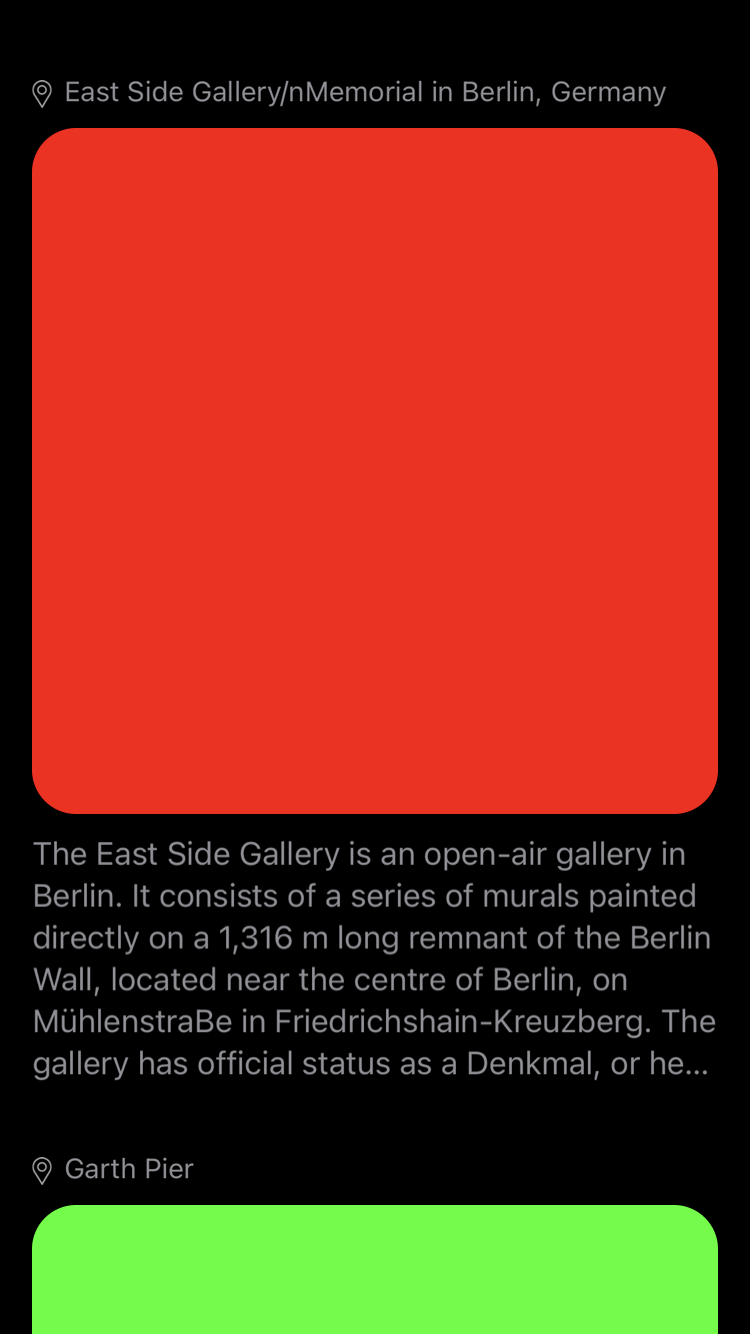 East Side Gallery/nMemorial in Berlin, Germany
The East Side Gallery is an open-air gallery in
Berlin. It consists of a series of murals painted
directly on a 1,316 m long remnant of the Berlin
Wall, located near the centre of Berlin, on
MühlenstraBe in Friedrichshain-Kreuzberg. The
gallery has official status as a Denkmal, or he...
Garth Pier